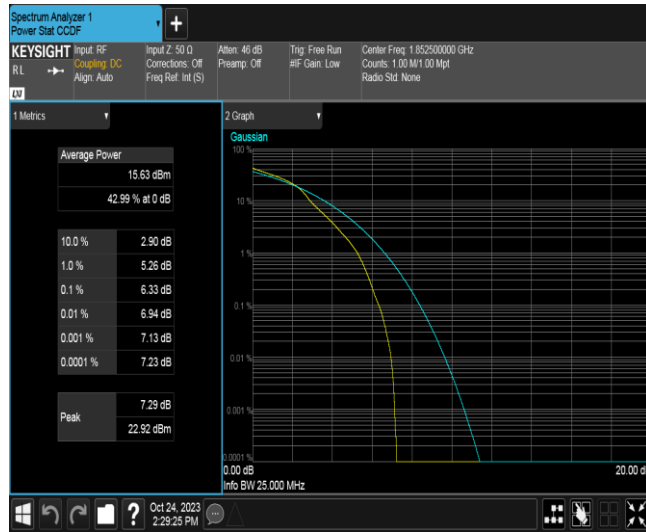 Spectrum Analyzer 1
Power Stat CCDF
KEYSIGHT
RL
LXI
Input: RF
Coupling: DC
Align: Auto
Input Z: 50 Ω
Corrections: Off
Freq Ref: Int (S)
Atten: 46 dB
Preamp: Off
Trig: Free Run
#IF Gain: Low
Center Freq: 1.852500000 GHz
Counts: 1.00 M/1.00 Mpt
Radio Std: None
1 Metrics
Average Power
15.63 dBm
42.99 % at 0 dB
10.0 % 2.90 dB
1.0 % 5.26 dB
0.1 % 6.33 dB
0.01 % 6.94 dB
0.001 % 7.13 dB
0.0001 % 7.23 dB
Peak
7.29 dB
22.92 dBm
2 Graph
Gaussian
100 %
10 %
1 %
0.1 %
0.01 %
0.001 %
0.0001 %
0.00 dB 20.00 d
Info BW 25.000 MHz
?
Oct 24, 2023
2:29:25 PM